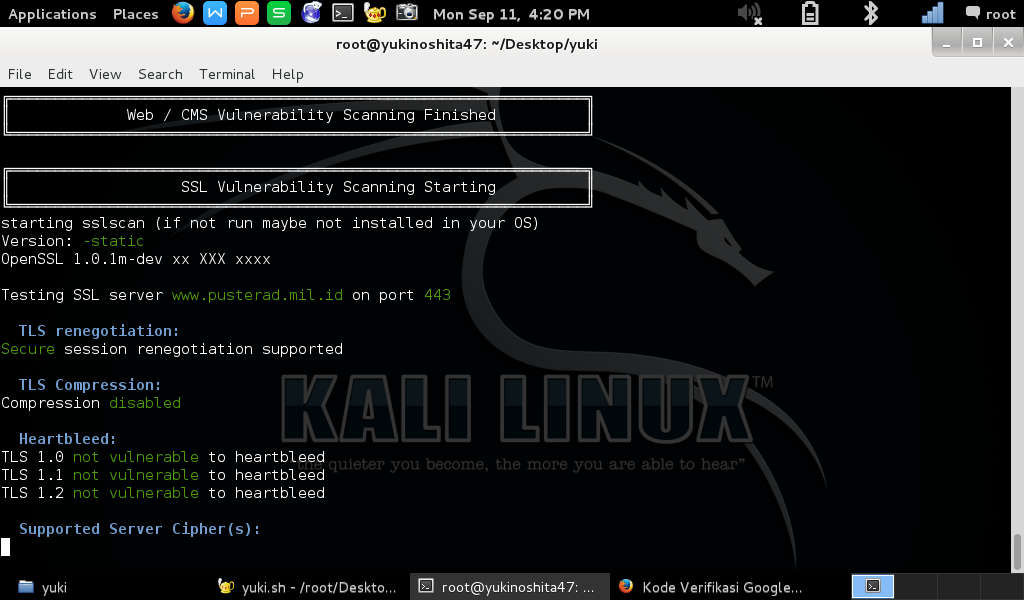 Applications Places Mon Sep 11, 4:20 PM root
root@yukinoshita47: ~/Desktop/yuki
File Edit View Search Terminal Help
Web / CMS Vulnerability Scanning Finished
SSL Vulnerability Scanning Starting
starting sslscan (if not run maybe not installed in your OS)
Version: -static
OpenSSL 1.0.1m-dev xx XXX xxxx
Testing SSL server www.pusterad.mil.id on port 443
TLS renegotiation:
Secure session renegotiation supported
TLS Compression:
Compression disabled
Heartbleed:
TLS 1.0 not vulnerable to heartbleed
TLS 1.1 not vulnerable to heartbleed
TLS 1.2 not vulnerable to heartbleed
Supported Server Cipher(s):
KALI LINUX™
the quieter you become, the more you are able to hear”
yuki yuki.sh - /root/Deskto... root@yukinoshita47: ... Kode Verifikasi Google...